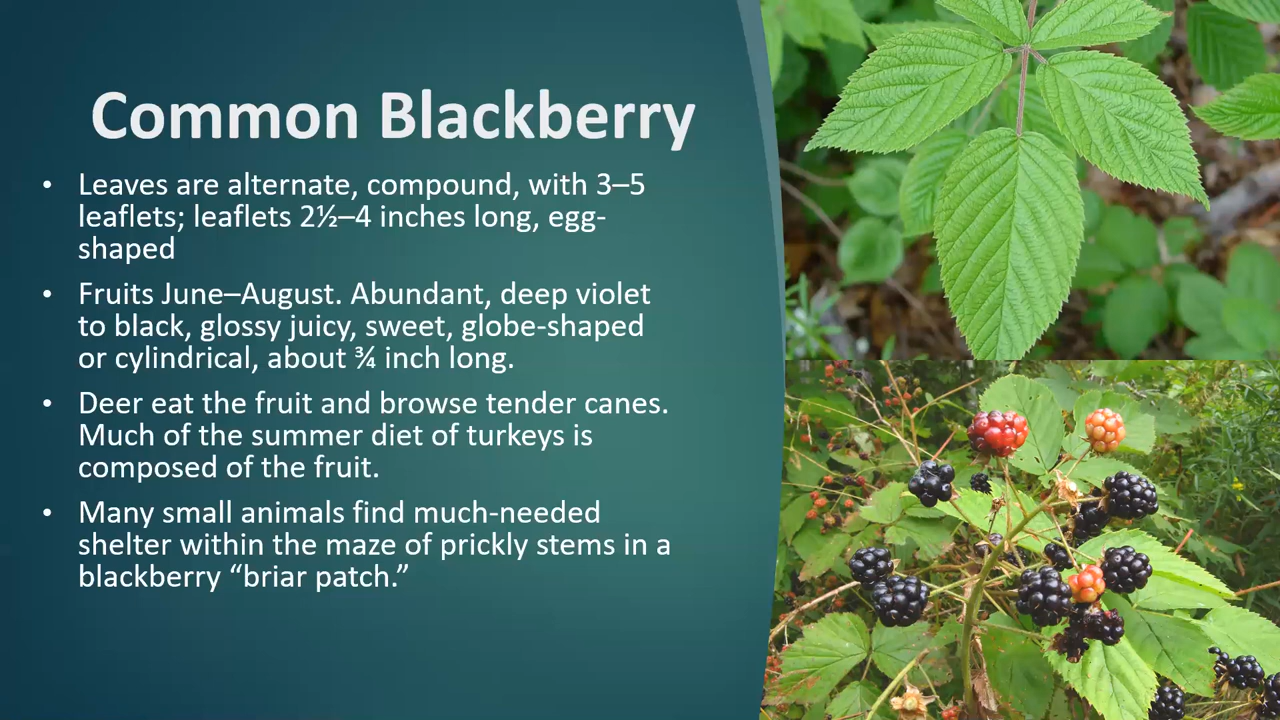 Common Blackberry
• Leaves are alternate, compound, with 3–5
leaflets; leaflets 2½–4 inches long, egg-
shaped
• Fruits June–August. Abundant, deep violet
to black, glossy juicy, sweet, globe-shaped
or cylindrical, about ¾ inch long.
• Deer eat the fruit and browse tender canes.
Much of the summer diet of turkeys is
composed of the fruit.
• Many small animals find much-needed
shelter within the maze of prickly stems in a
blackberry “briar patch.”